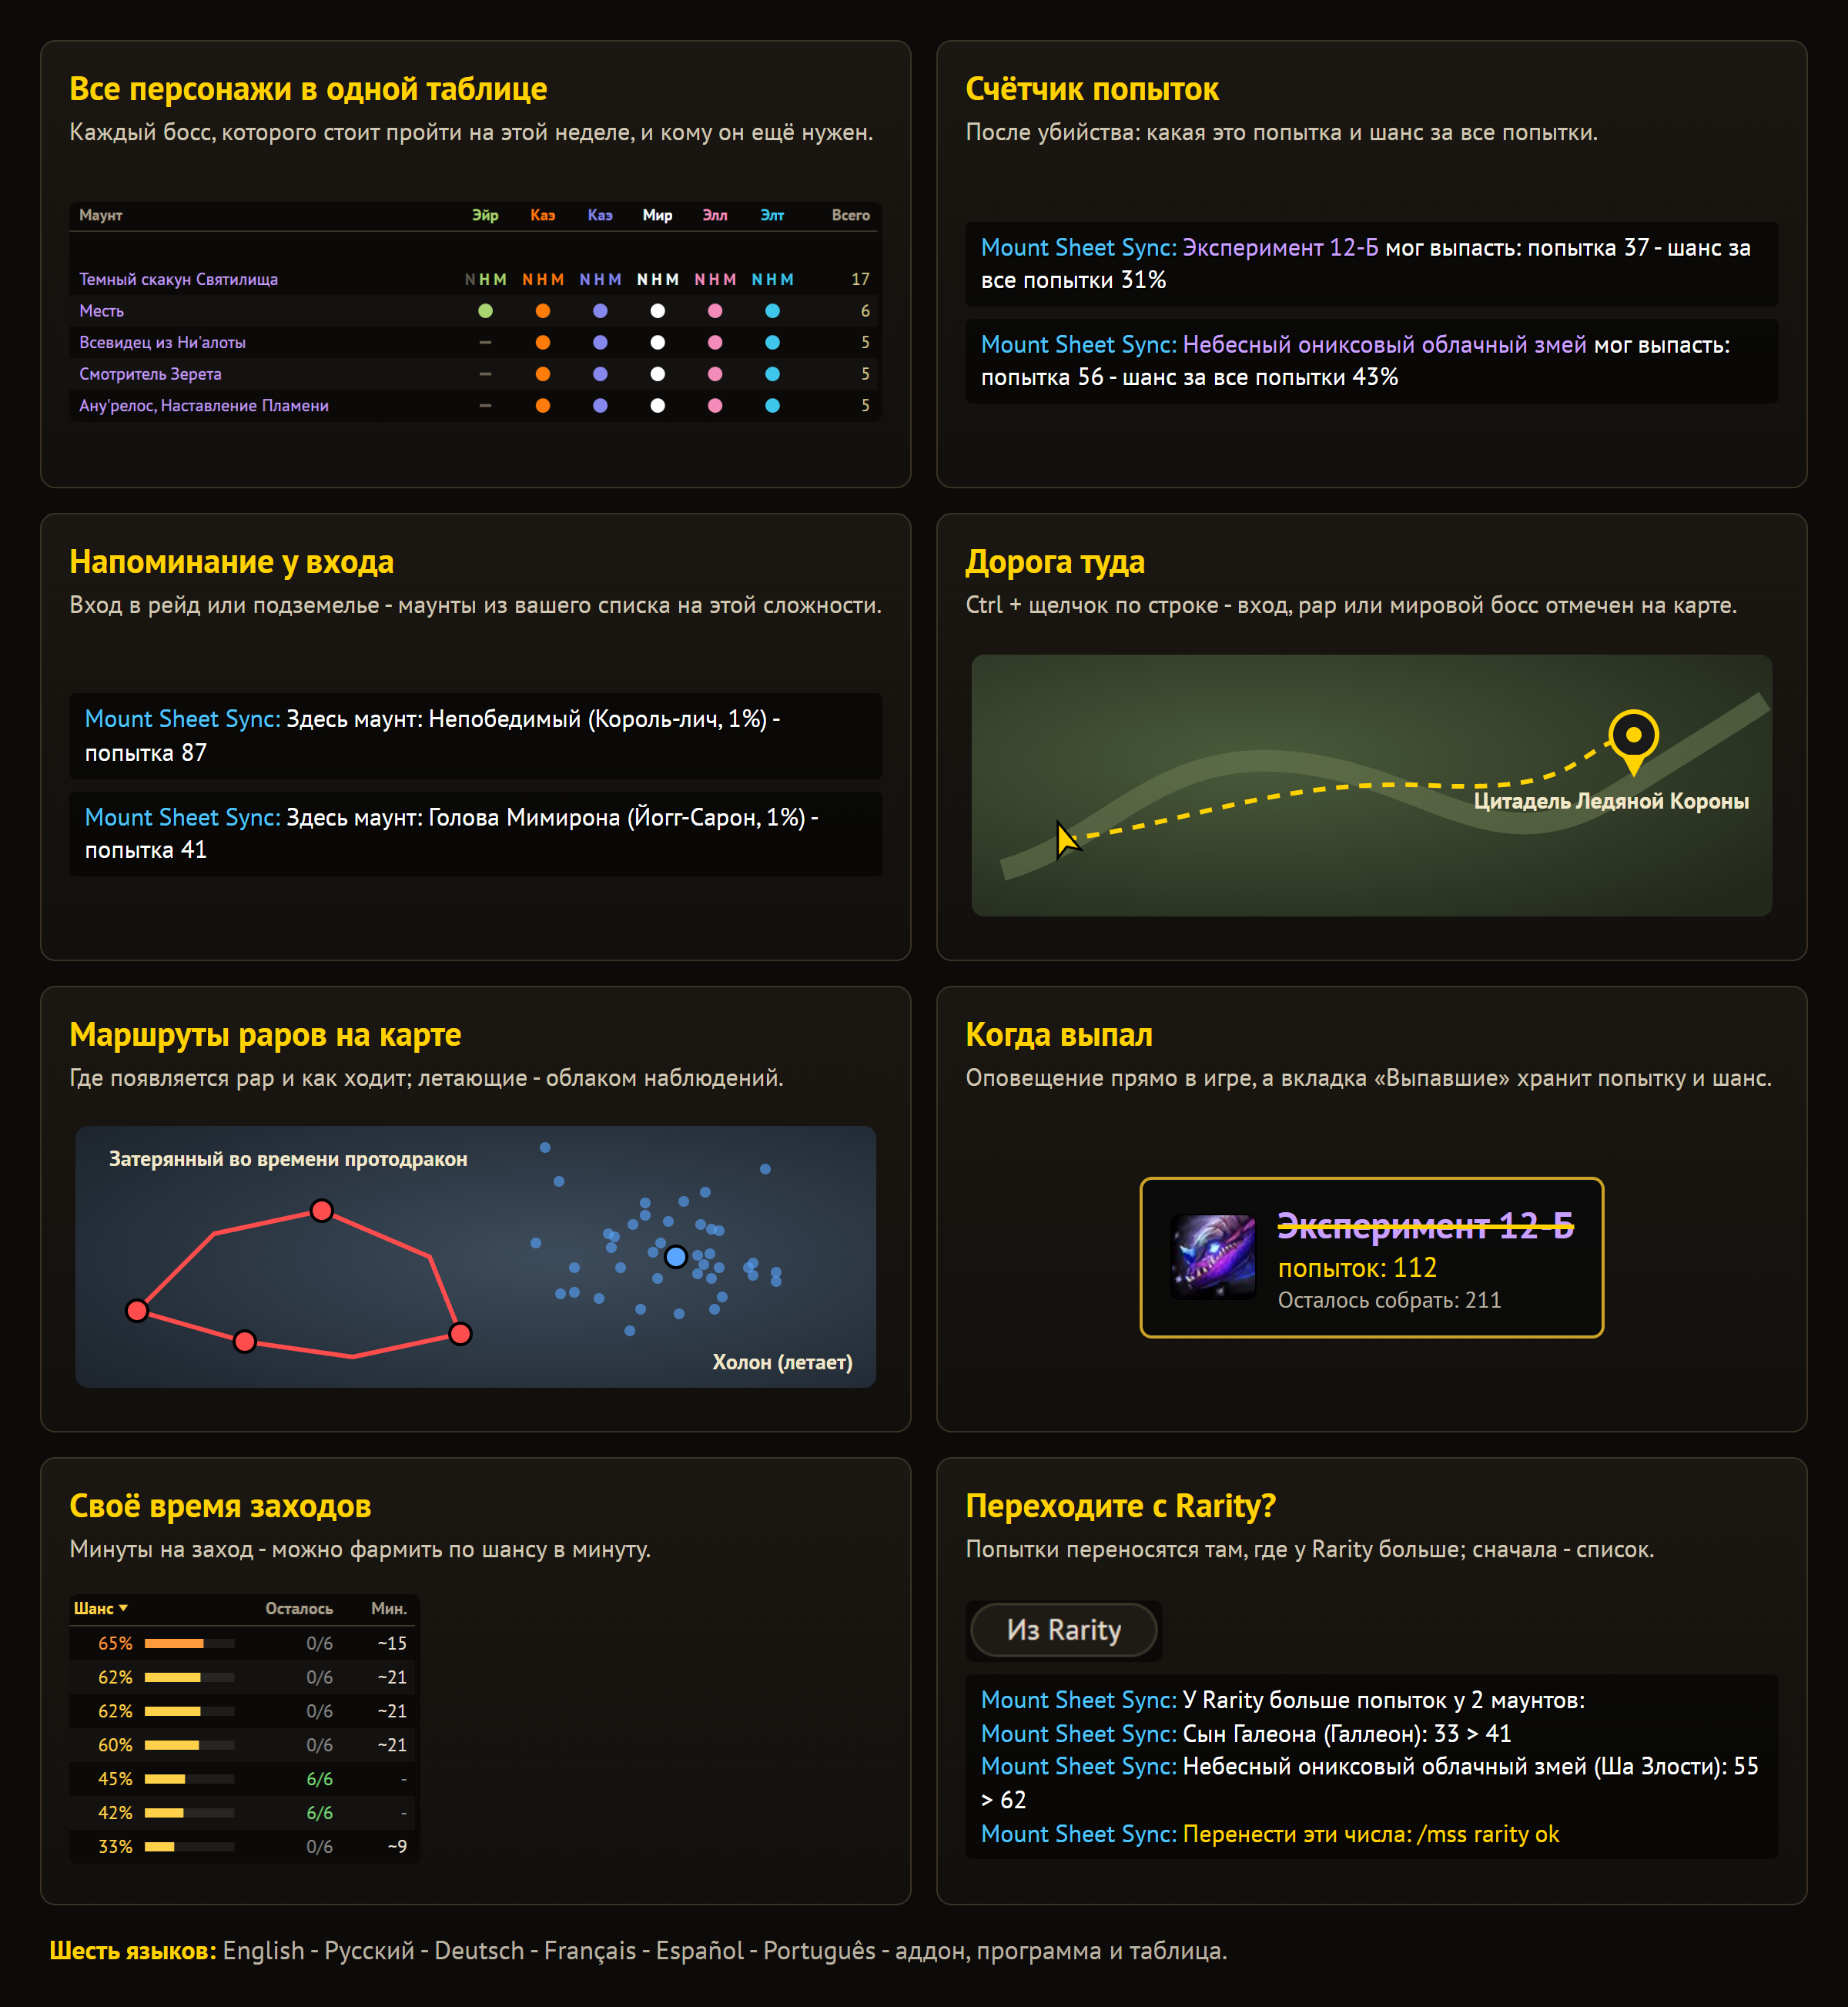 Все персонажи в одной таблице
Каждый босс, которого стоит пройти на этой неделе, и кому он ещё нужен.
Маунт Эйр Каэ Каэ Мир Элл Элт Всего
Темный скакун Святилища N H M N H M N H M N H M N H M N H M 17
Месть 6
Всевидец из Ни'алоты – 5
Смотритель Зерета – 5
Ану'релос, Наставление Пламени – 5
Счётчик попыток
После убийства: какая это попытка и шанс за все попытки.
Mount Sheet Sync: Эксперимент 12-Б мог выпасть: попытка 37 - шанс за
все попытки 31%
Mount Sheet Sync: Небесный ониксовый облачный змей мог выпасть:
попытка 56 - шанс за все попытки 43%
Напоминание у входа
Вход в рейд или подземелье - маунты из вашего списка на этой сложности.
Mount Sheet Sync: Здесь маунт: Непобедимый (Король-лич, 1%) -
попытка 87
Mount Sheet Sync: Здесь маунт: Голова Мимирона (Йогг-Сарон, 1%) -
попытка 41
Дорога туда
Ctrl + щелчок по строке - вход, рар или мировой босс отмечен на карте.
Цитадель Ледяной Короны
Маршруты раров на карте
Где появляется рар и как ходит; летающие - облаком наблюдений.
Затерянный во времени протодракон
Холон (летает)
Когда выпал
Оповещение прямо в игре, а вкладка «Выпавшие» хранит попытку и шанс.
Эксперимент 12-Б
попыток: 112
Осталось собрать: 211
Своё время заходов
Минуты на заход - можно фармить по шансу в минуту.
Шанс Осталось Мин.
65% 0/6 ~15
62% 0/6 ~21
62% 0/6 ~21
60% 0/6 ~21
45% 6/6 -
42% 6/6 -
33% 0/6 ~9
Переходите с Rarity?
Попытки переносятся там, где у Rarity больше; сначала - список.
Из Rarity
Mount Sheet Sync: У Rarity больше попыток у 2 маунтов:
Mount Sheet Sync: Сын Галеона (Галлеон): 33 > 41
Mount Sheet Sync: Небесный ониксовый облачный змей (Ша Злости): 55
> 62
Mount Sheet Sync: Перенести эти числа: /mss rarity ok
Шесть языков: English - Русский - Deutsch - Français - Español - Português - аддон, программа и таблица.